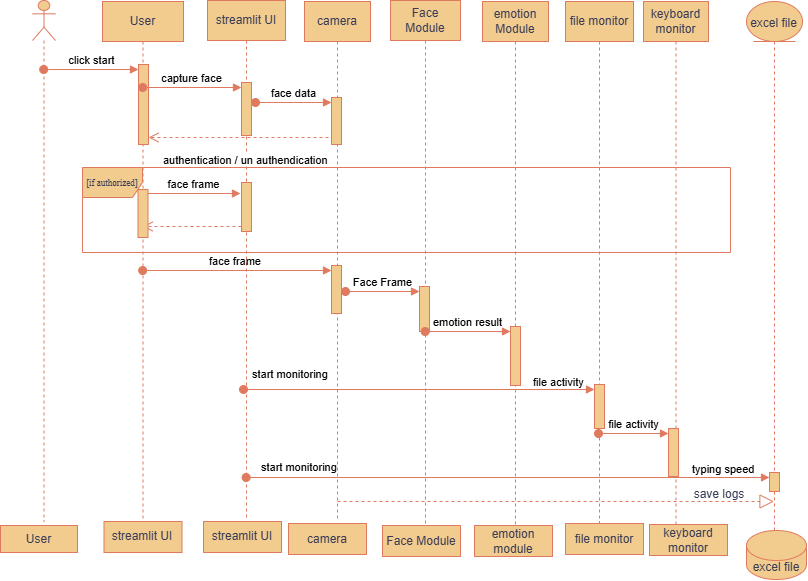 User
streamlit UI
camera
Face
Module
emotion
Module
file monitor
keyboard
monitor
excel file
click start
capture face
face data
authentication / un authendication
[if authorized]
face frame
face frame
Face Frame
emotion result
start monitoring
file activity
file activity
start monitoring
typing speed
save logs
User
streamlit UI
streamlit UI
camera
Face Module
emotion
module
file monitor
keyboard
monitor
excel file